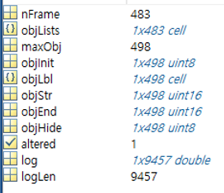 nFrame 483
objLists 1x483 cell
maxObj 498
objInit 1x498 uint8
objLbl 1x498 cell
objStr 1x498 uint16
objEnd 1x498 uint16
objHide 1x498 uint8
altered 1
log 1x9457 double
logLen 9457